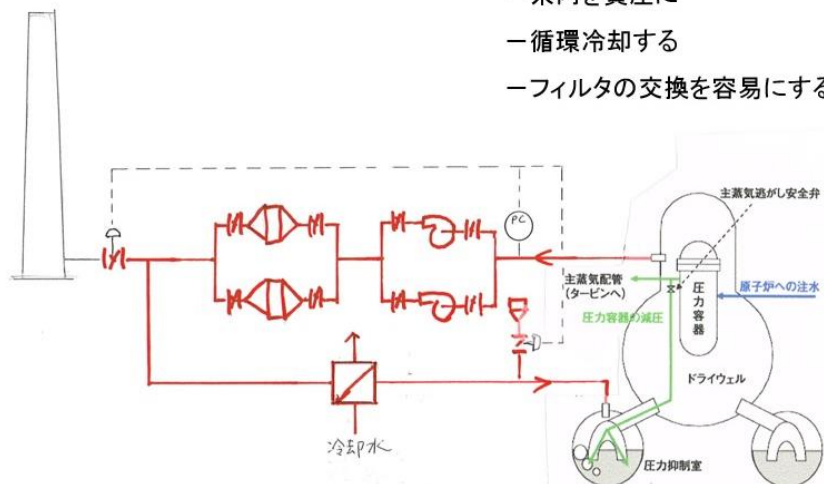 －循環冷却する
－フィルタの交換を容易にする
主蒸気逃がし安全弁
PC
主蒸気配管
(タービンへ)
圧力容器
原子炉への注水
圧力容器の減圧
ドライウェル
冷却水
圧力抑制室